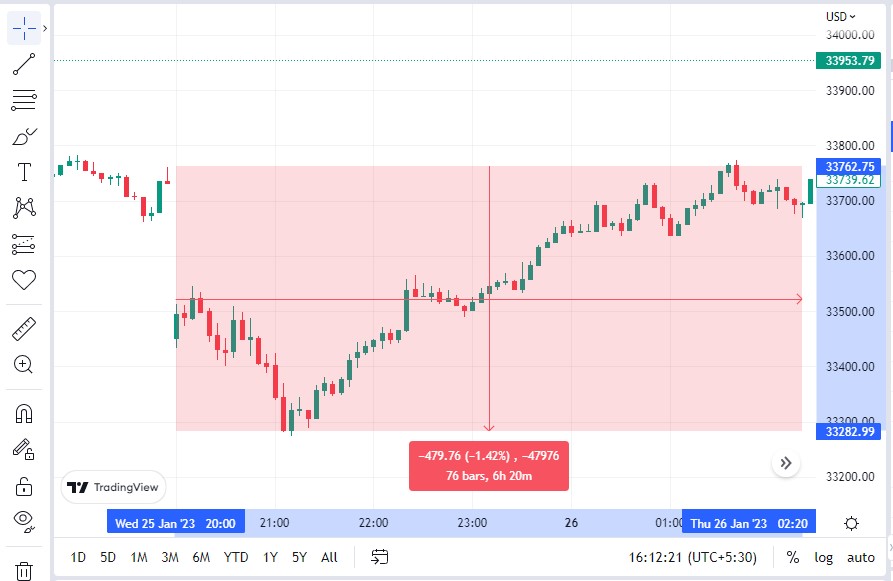 USD
34000.00
33953.79
33900.00
33800.00
33762.75
33739.62
33700.00
33600.00
33500.00
33400.00
33300.00
33282.99
33200.00
−479.76 (−1.42%) , −47976
76 bars, 6h 20m
TradingView
Wed 25 Jan '23 20:00 21:00 22:00 23:00 26 01:00 Thu 26 Jan '23 02:20
1D 5D 1M 3M 6M YTD 1Y 5Y All 16:12:21 (UTC+5:30) % log auto